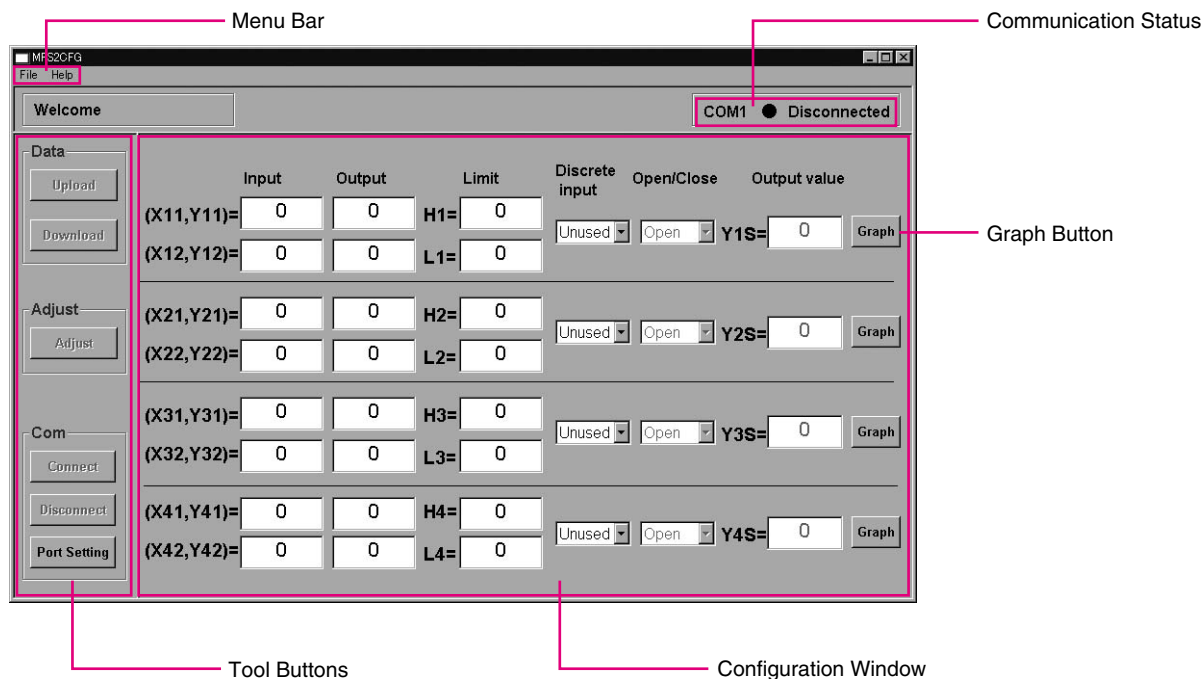 Menu Bar
Communication Status
MFS2CFG
File Help
Welcome
COM1 Disconnected
Data
Upload
Download
Adjust
Adjust
Com
Connect
Disconnect
Port Setting
Input Output Limit Discrete input Open/Close Output value
(X11,Y11)= 0 0 H1= 0
Unused Open Y1S= 0 Graph
(X12,Y12)= 0 0 L1= 0
(X21,Y21)= 0 0 H2= 0
Unused Open Y2S= 0 Graph
(X22,Y22)= 0 0 L2= 0
(X31,Y31)= 0 0 H3= 0
Unused Open Y3S= 0 Graph
(X32,Y32)= 0 0 L3= 0
(X41,Y41)= 0 0 H4= 0
Unused Open Y4S= 0 Graph
(X42,Y42)= 0 0 L4= 0
Graph Button
Tool Buttons
Configuration Window